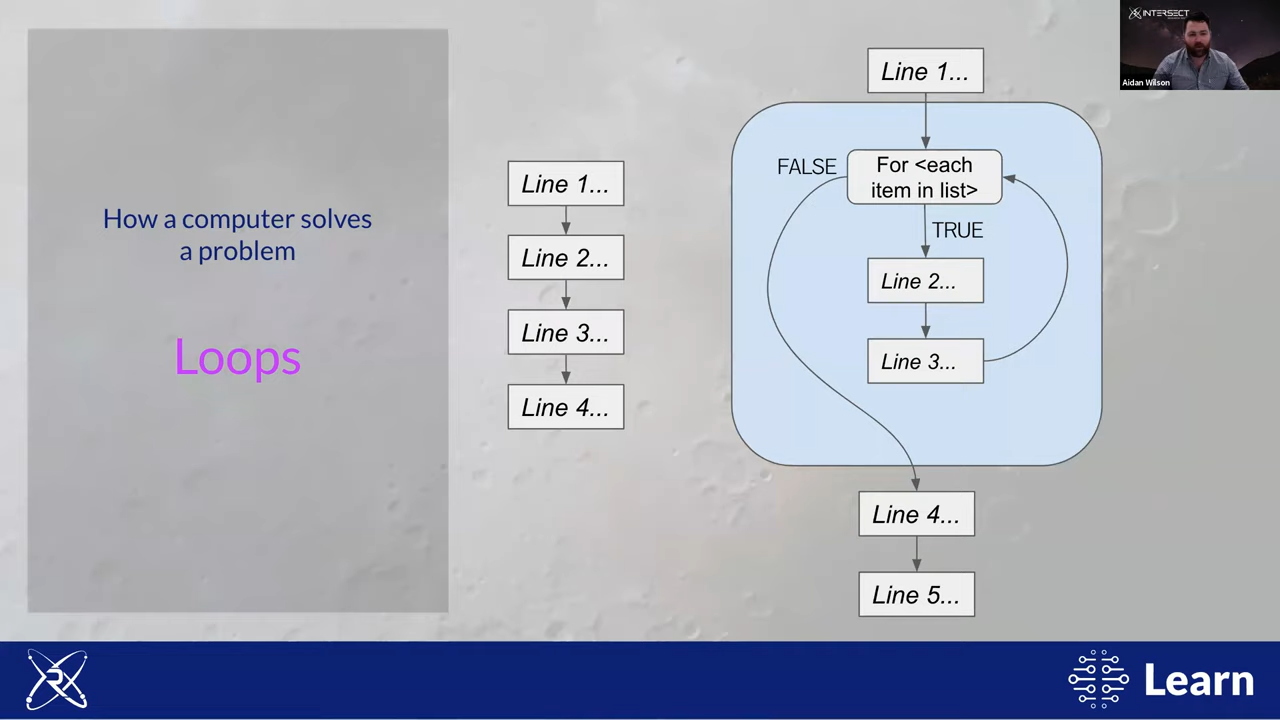 How a computer solves
a problem
Loops
Line 1...
Line 2...
Line 3...
Line 4...
Line 1...
For <each
item in list>
FALSE
TRUE
Line 2...
Line 3...
Line 4...
Line 5...
INTERSECT
Aidan Wilson
Learn